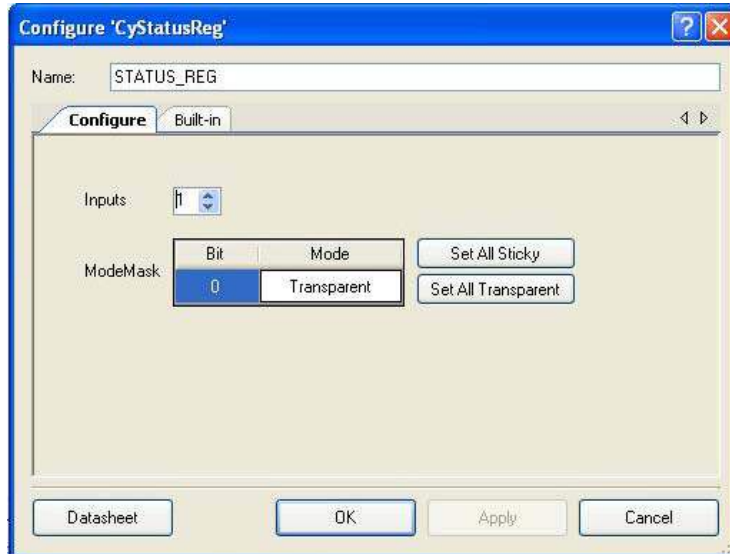 Configure 'CyStatusReg'
Name: STATUS_REG
Configure Built-in
Inputs 1
Bit Mode Set All Sticky
ModeMask 0 Transparent Set All Transparent
Datasheet OK Apply Cancel